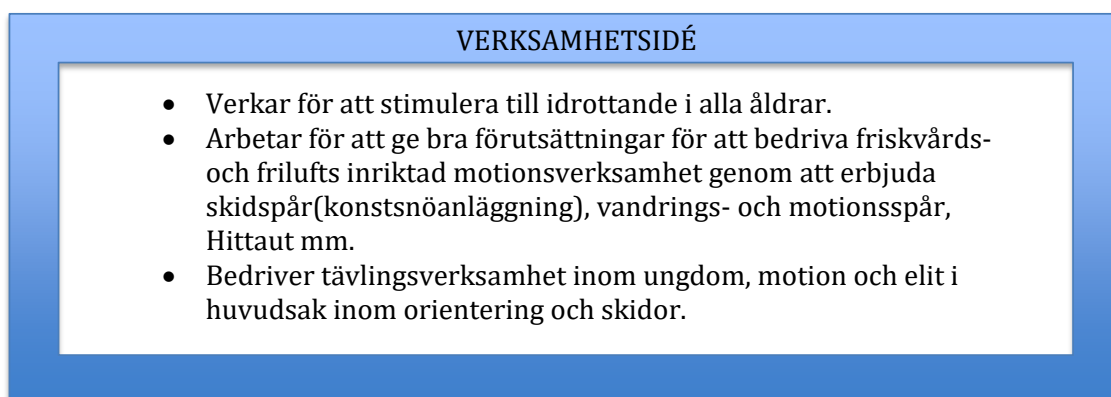 VERKSAMHETSIDÉ
• Verkar för att stimulera till idrottande i alla åldrar.
• Arbetar för att ge bra förutsättningar för att bedriva friskvårds-
och frilufts inriktad motionsverksamhet genom att erbjuda
skidspår(konstsnöanläggning), vandrings- och motionsspår,
Hittaut mm.
• Bedriver tävlingsverksamhet inom ungdom, motion och elit i
huvudsak inom orientering och skidor.